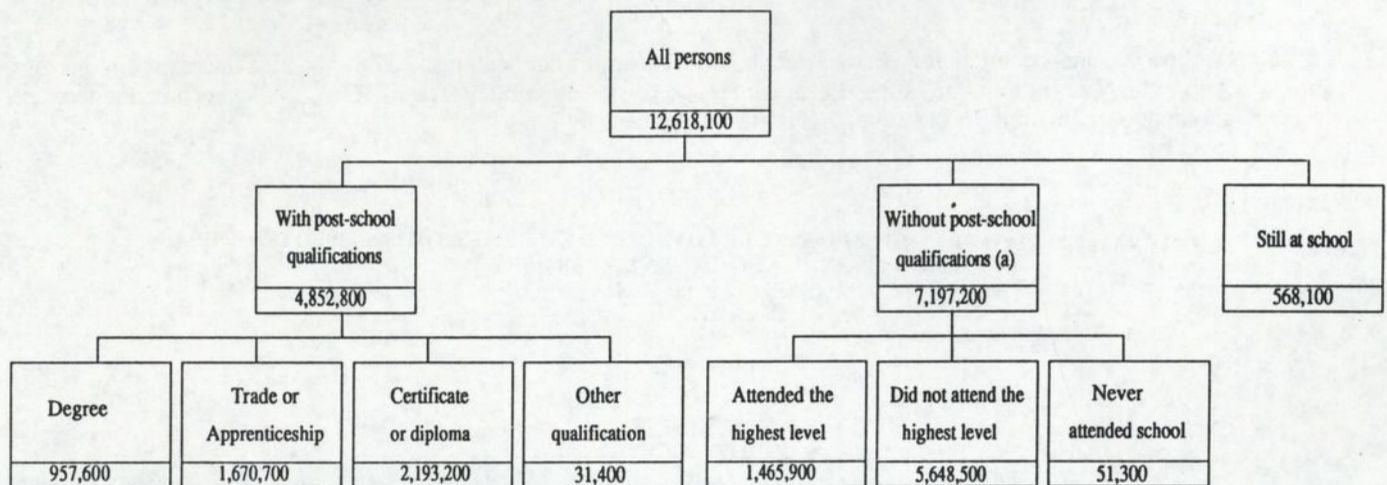 All persons
12,618,100
With post-school
qualifications
4,852,800
Without post-school
qualifications (a)
7,197,200
Still at school
568,100
Degree
957,600
Trade or
Apprenticeship
1,670,700
Certificate
or diploma
2,193,200
Other
qualification
31,400
Attended the
highest level
1,465,900
Did not attend the
highest level
5,648,500
Never
attended school
51,300